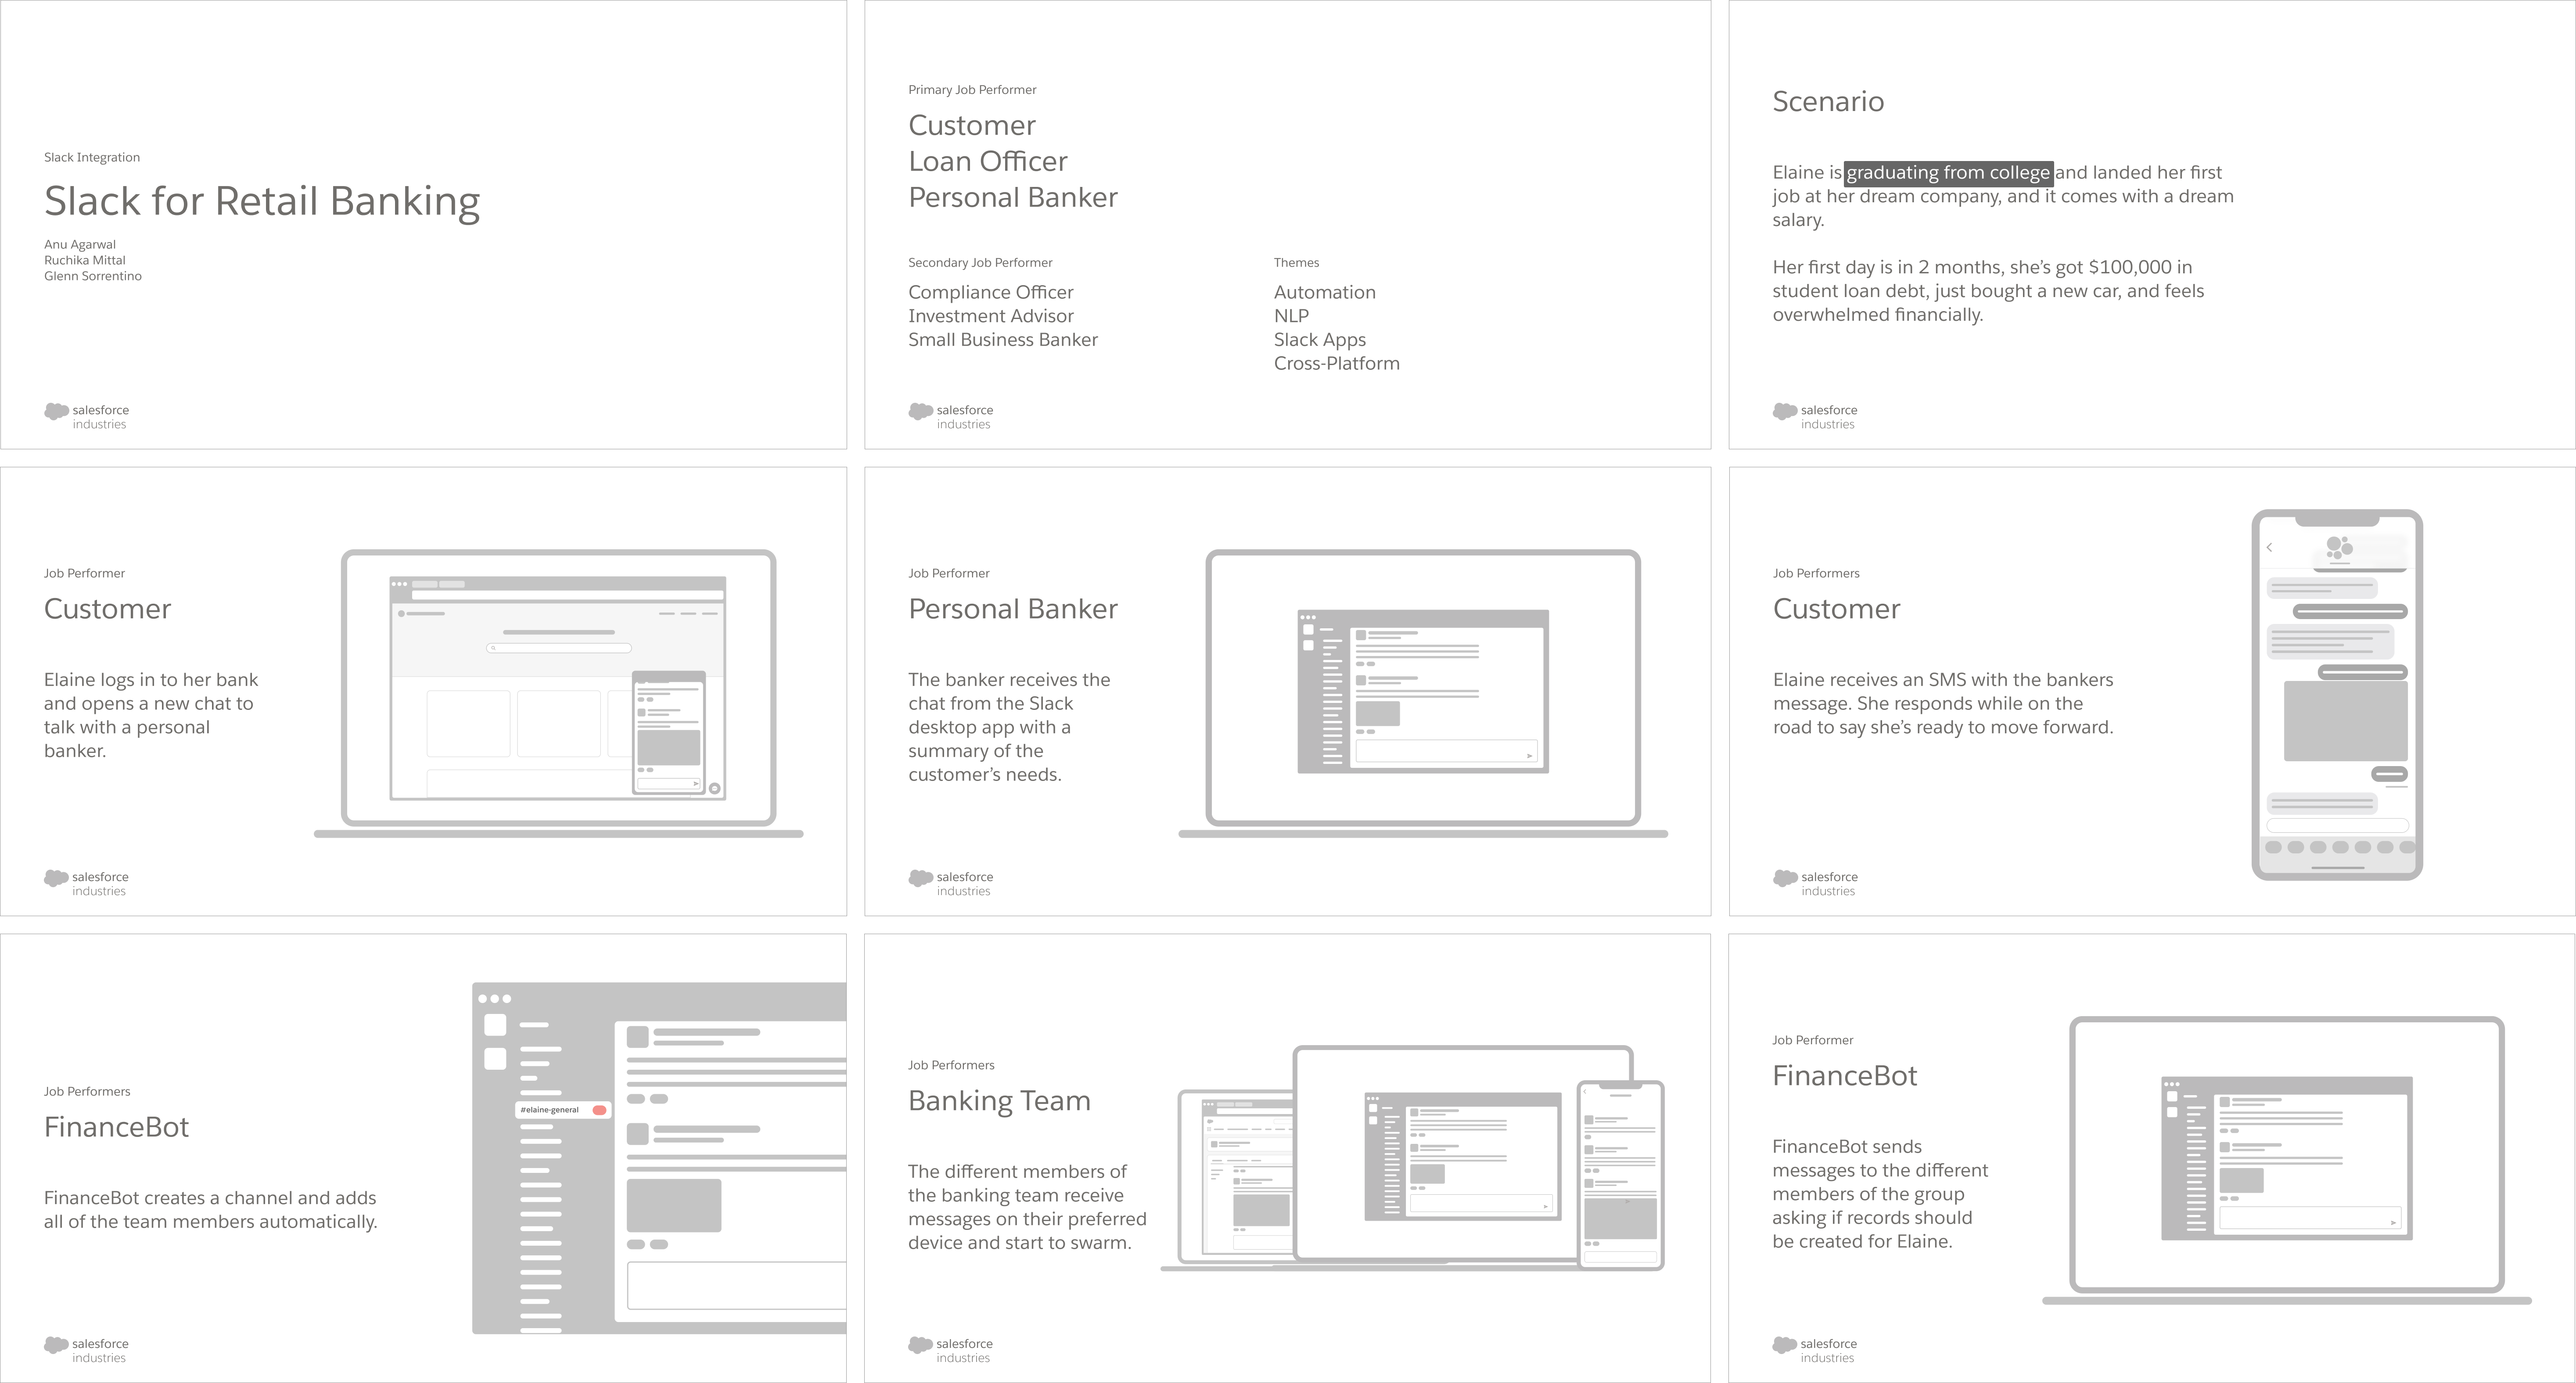 Slack Integration
Slack for Retail Banking
Anu Agarwal
Ruchika Mittal
Glenn Sorrentino
salesforce
industries
Primary Job Performer
Customer
Loan Officer
Personal Banker
Secondary Job Performer
Compliance Officer
Investment Advisor
Small Business Banker
Themes
Automation
NLP
Slack Apps
Cross-Platform
salesforce
industries
Scenario
Elaine is graduating from college and landed her first
job at her dream company, and it comes with a dream
salary.
Her first day is in 2 months, she’s got $100,000 in
student loan debt, just bought a new car, and feels
overwhelmed financially.
salesforce
industries
Job Performer
Customer
Elaine logs in to her bank
and opens a new chat to
talk with a personal
banker.
salesforce
industries
Job Performer
Personal Banker
The banker receives the
chat from the Slack
desktop app with a
summary of the
customer’s needs.
salesforce
industries
Job Performers
Customer
Elaine receives an SMS with the bankers
message. She responds while on the
road to say she’s ready to move forward.
salesforce
industries
Job Performers
FinanceBot
FinanceBot creates a channel and adds
all of the team members automatically.
#elaine-general
salesforce
industries
Job Performers
Banking Team
The different members of
the banking team receive
messages on their preferred
device and start to swarm.
salesforce
industries
Job Performer
FinanceBot
FinanceBot sends
messages to the different
members of the group
asking if records should
be created for Elaine.
salesforce
industries